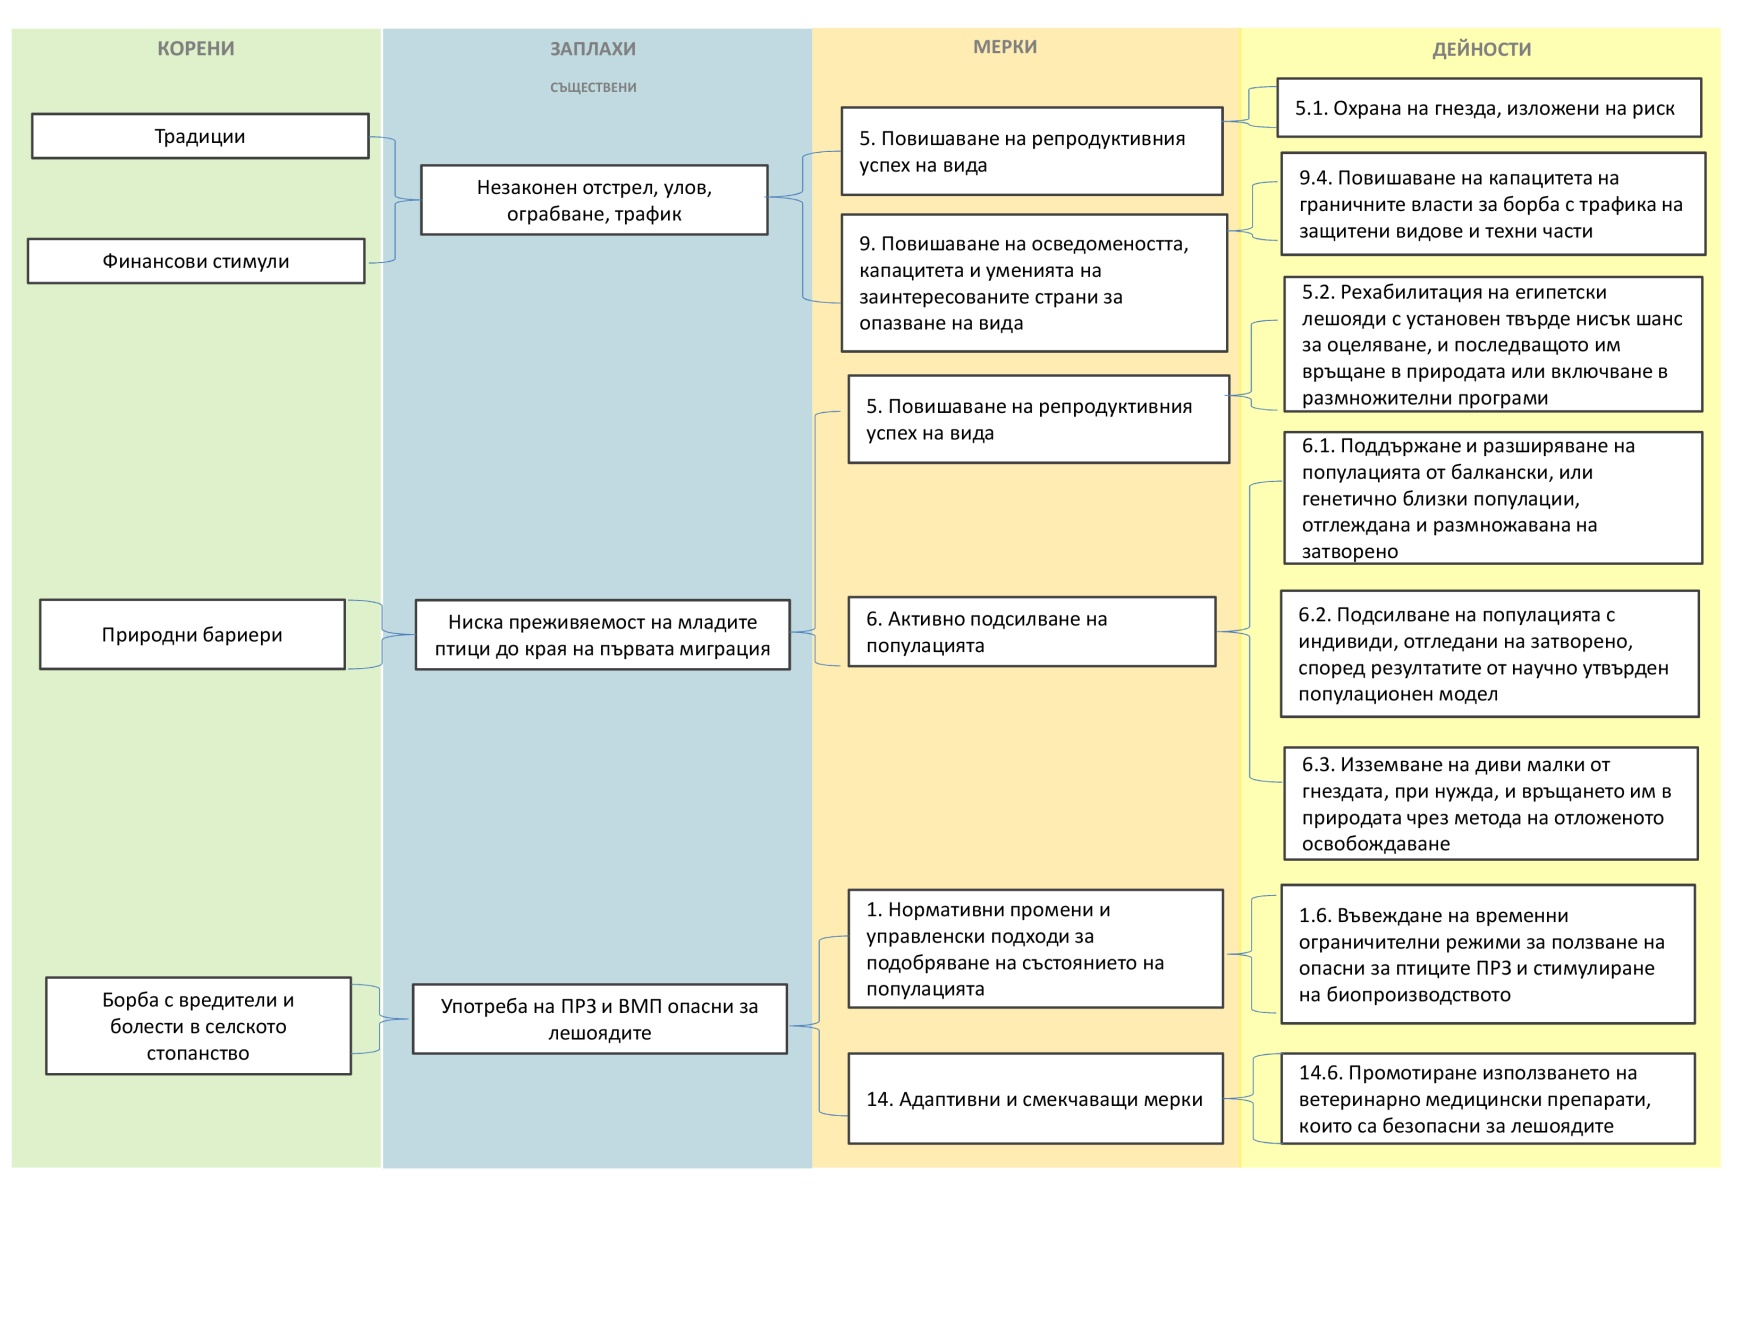 КОРЕНИ
ЗАПЛАХИ
СЪЩЕСТВЕНИ
МЕРКИ
ДЕЙНОСТИ
Традиции
Финансови стимули
Незаконен отстрел, улов,
ограбване, трафик
5. Повишаване на репродуктивния
успех на вида
9. Повишаване на осведомеността,
капацитета и уменията на
заинтересованите страни за
опазване на вида
5.1. Охрана на гнезда, изложени на риск
9.4. Повишаване на капацитета на
граничните власти за борба с трафика на
защитени видове и техни части
Природни бариери
Ниска преживяемост на младите
птици до края на първата миграция
5. Повишаване на репродуктивния
успех на вида
6. Активно подсилване на
популацията
5.2. Рехабилитация на египетски
лешояди с установен твърде нисък шанс
за оцеляване, и последващото им
връщане в природата или включване в
размножителни програми
6.1. Поддържане и разширяване на
популацията от балкански, или
генетично близки популации,
отглеждана и размножавана на
затворено
6.2. Подсилване на популацията с
индивиди, отгледани на затворено,
според резултатите от научно утвърден
популационен модел
6.3. Изземване на диви малки от
гнездата, при нужда, и връщането им в
природата чрез метода на отложеното
освобождаване
Борба с вредители и
болести в селското
стопанство
Употреба на ПРЗ и ВМП опасни за
лешоядите
1. Нормативни промени и
управленски подходи за
подобряване на състоянието на
популацията
14. Адаптивни и смекчаващи мерки
1.6. Въвеждане на временни
ограничителни режими за ползване на
опасни за птиците ПРЗ и стимулиране
на биопроизводството
14.6. Промотиране използването на
ветеринарно медицински препарати,
които са безопасни за лешоядите